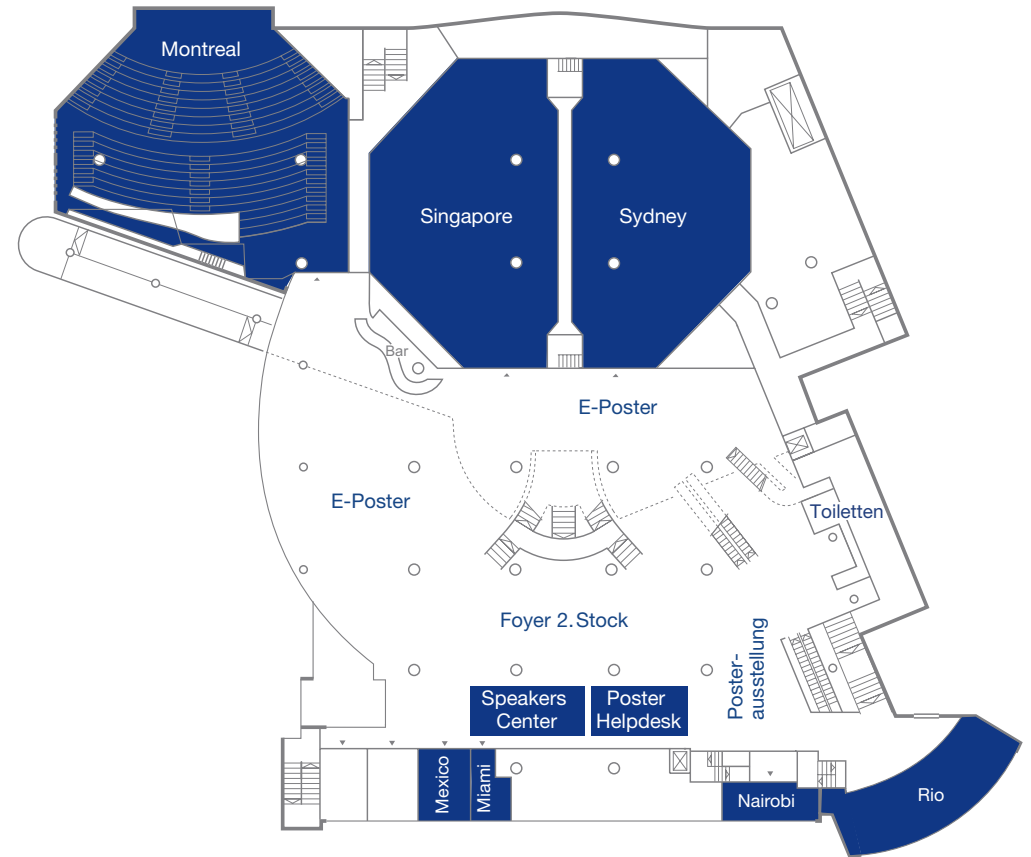 Montreal
Singapore
Sydney
Bar
E-Poster
E-Poster
Toiletten
Foyer 2. Stock
Poster-
ausstellung
Speakers
Center
Poster
Helpdesk
Mexico
Miami
Nairobi
Rio